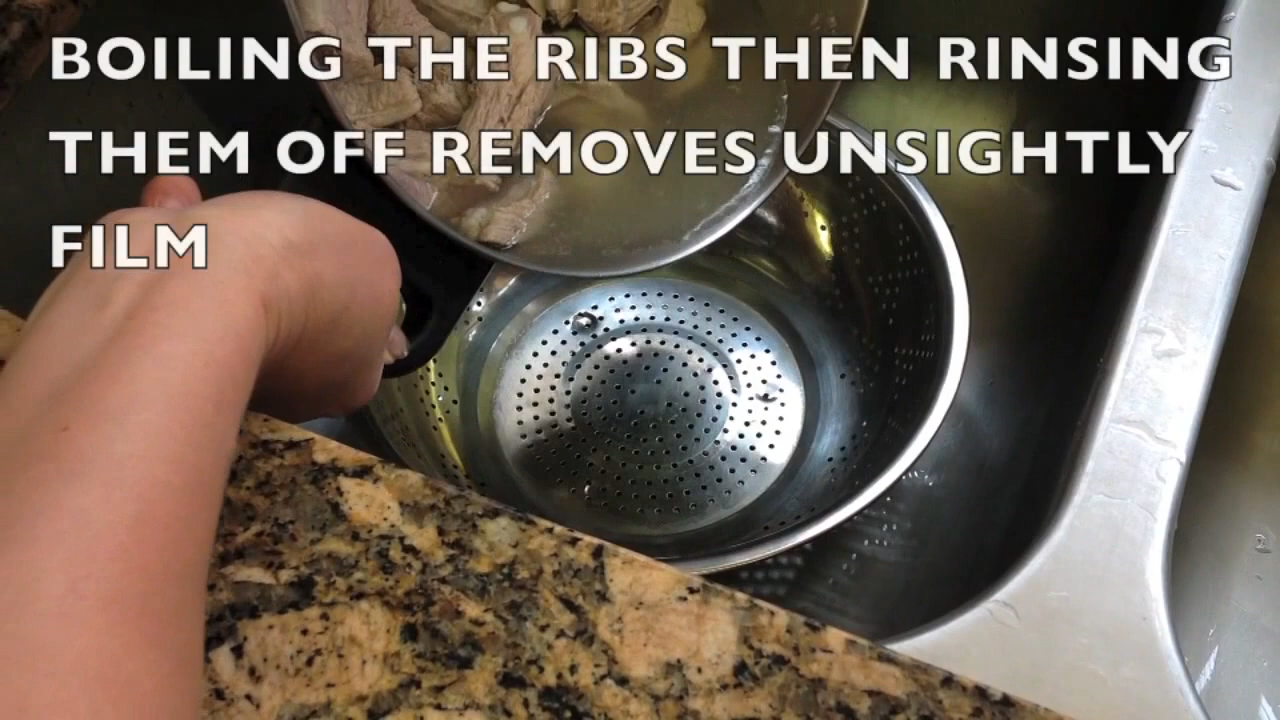 BOILING THE RIBS THEN RINSING
THEM OFF REMOVES UNSIGHTLY
FILM